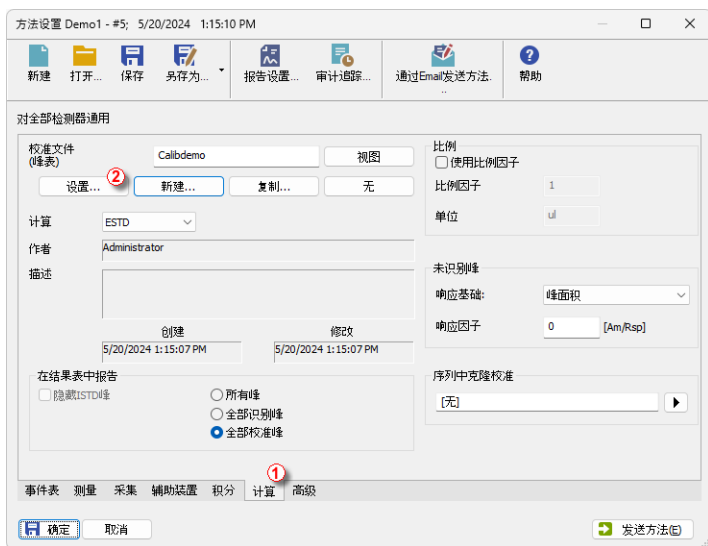 方法设置 Demo1 - #5; 5/20/2024 1:15:10 PM
新建 打开... 保存 另存为... 报告设置... 审计追踪... 通过Email发送方法. 帮助
..
对全部检测器通用
校准文件
(峰表)
Calibdemo
视图
设置... ② 新建... 复制... 无
计算 ESTD
作者 Administrator
描述
创建 修改
5/20/2024 1:15:07 PM 5/20/2024 1:15:07 PM
在结果表中报告
隐藏ISTD峰
所有峰
全部识别峰
全部校准峰
比例
使用比例因子
比例因子 1
单位 ul
未识别峰
响应基础: 峰面积
响应因子 0 [Am/Rsp]
序列中克隆校准
[无]
①
事件表 测量 采集 辅助装置 积分 计算 高级
确定 取消 发送方法(E)